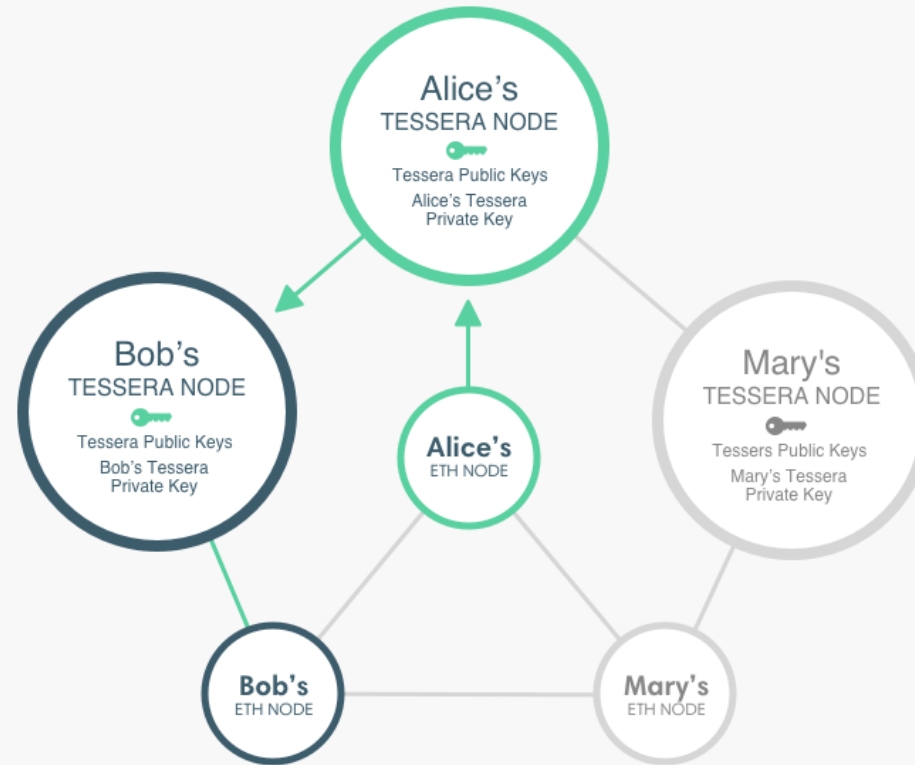 Alice's
TESSERA NODE
Tessera Public Keys
Alice's Tessera
Private Key
Bob's
TESSERA NODE
Tessera Public Keys
Bob's Tessera
Private Key
Mary's
TESSERA NODE
Tessers Public Keys
Mary's Tessera
Private Key
Alice's
ETH NODE
Bob's
ETH NODE
Mary's
ETH NODE